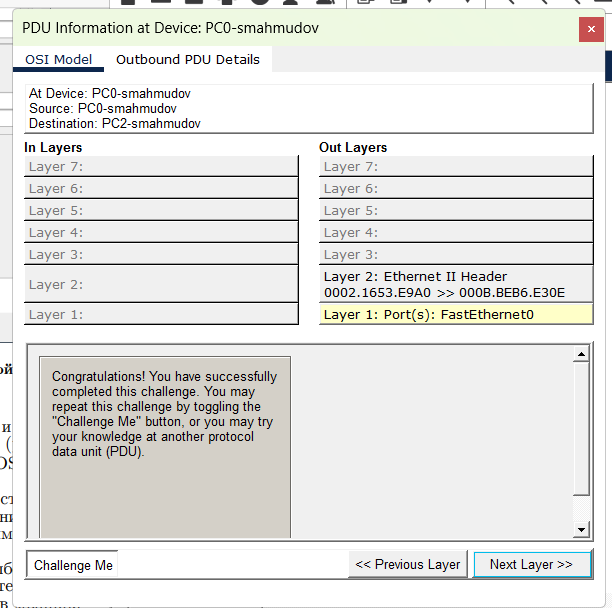 PDU Information at Device: PC0-smahmudov
OSI Model
Outbound PDU Details
At Device: PC0-smahmudov
Source: PC0-smahmudov
Destination: PC2-smahmudov
In Layers
Layer 7:
Layer 6:
Layer 5:
Layer 4:
Layer 3:
Layer 2:
Layer 1:
Out Layers
Layer 7:
Layer 6:
Layer 5:
Layer 4:
Layer 3:
Layer 2: Ethernet II Header
0002.1653.E9A0 >> 000B.BEB6.E30E
Layer 1: Port(s): FastEthernet0
Congratulations! You have successfully
completed this challenge. You may
repeat this challenge by toggling the
"Challenge Me" button, or you may try
your knowledge at another protocol
data unit (PDU).
Challenge Me
<< Previous Layer
Next Layer >>